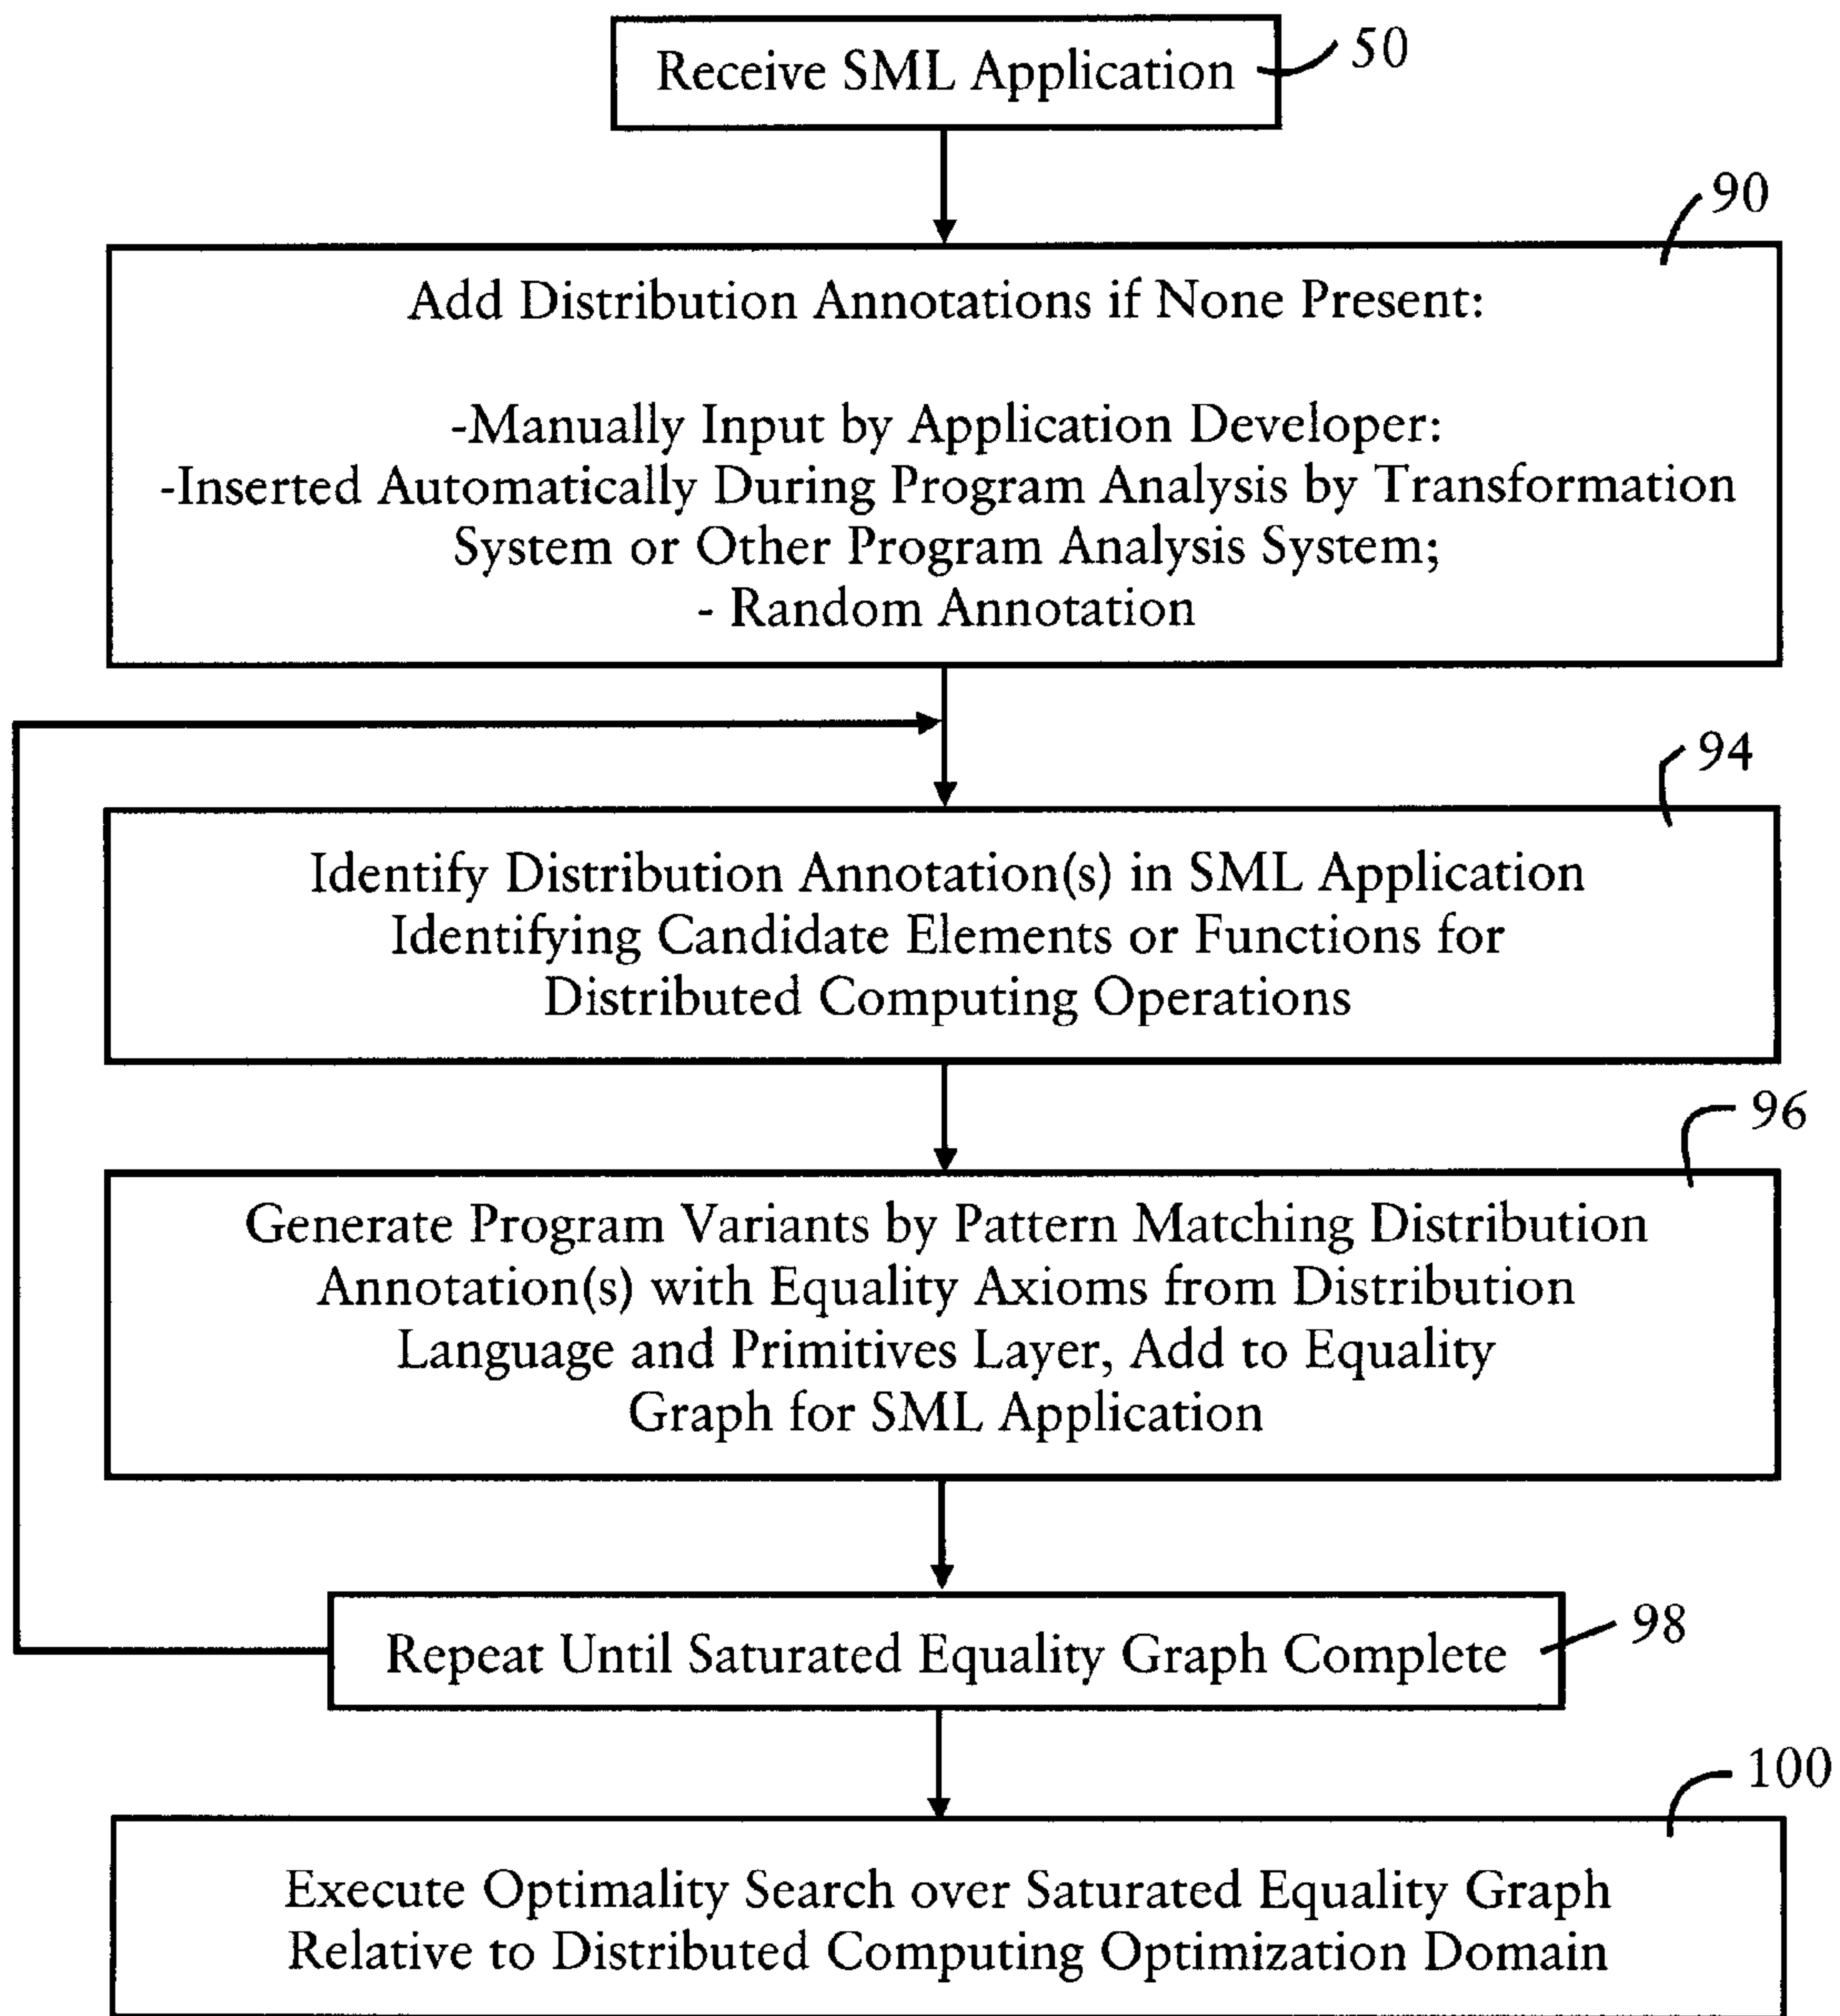 Receive SML Application
50
90
Add Distribution Annotations if None Present:
-Manually Input by Application Developer:
-Inserted Automatically During Program Analysis by Transformation
System or Other Program Analysis System;
- Random Annotation
94
Identify Distribution Annotation(s) in SML Application
Identifying Candidate Elements or Functions for
Distributed Computing Operations
96
Generate Program Variants by Pattern Matching Distribution
Annotation(s) with Equality Axioms from Distribution
Language and Primitives Layer, Add to Equality
Graph for SML Application
Repeat Until Saturated Equality Graph Complete
98
100
Execute Optimality Search over Saturated Equality Graph
Relative to Distributed Computing Optimization Domain